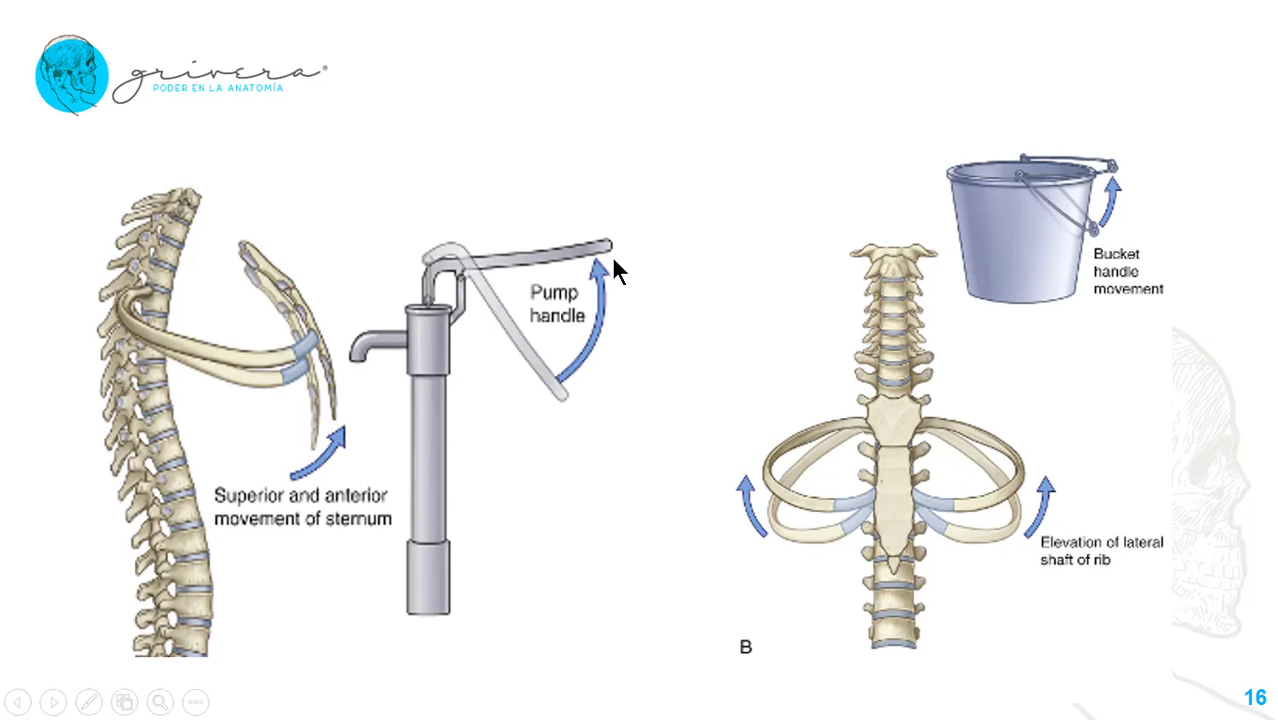 grivera®
PODER EN LA ANATOMÍA
Pump
handle
Superior and anterior
movement of sternum
Bucket
handle
movement
Elevation of lateral
shaft of rib
B
16